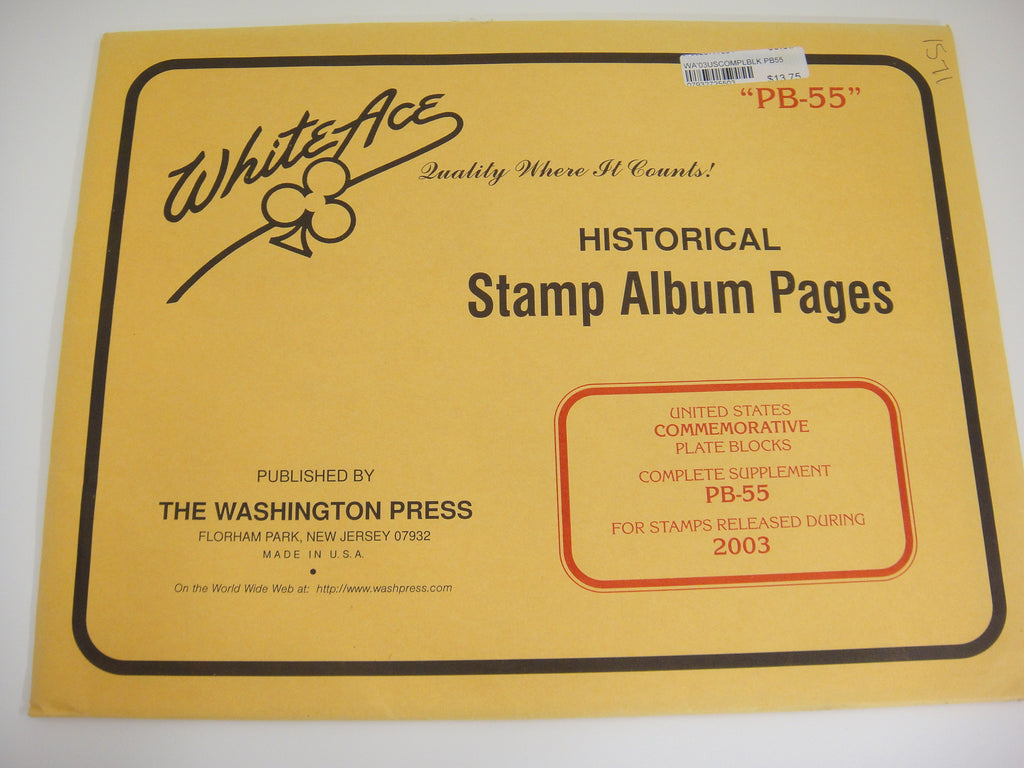 WA'03USCOMPLBLK PB55
$13.75
1571
"PB-55"
White Ace
Quality Where It Counts!
HISTORICAL
Stamp Album Pages
UNITED STATES
COMMEMORATIVE
PLATE BLOCKS
COMPLETE SUPPLEMENT
PB-55
FOR STAMPS RELEASED DURING
2003
PUBLISHED BY
THE WASHINGTON PRESS
FLORHAM PARK, NEW JERSEY 07932
MADE IN U.S.A.
On the World Wide Web at: http://www.washpress.com